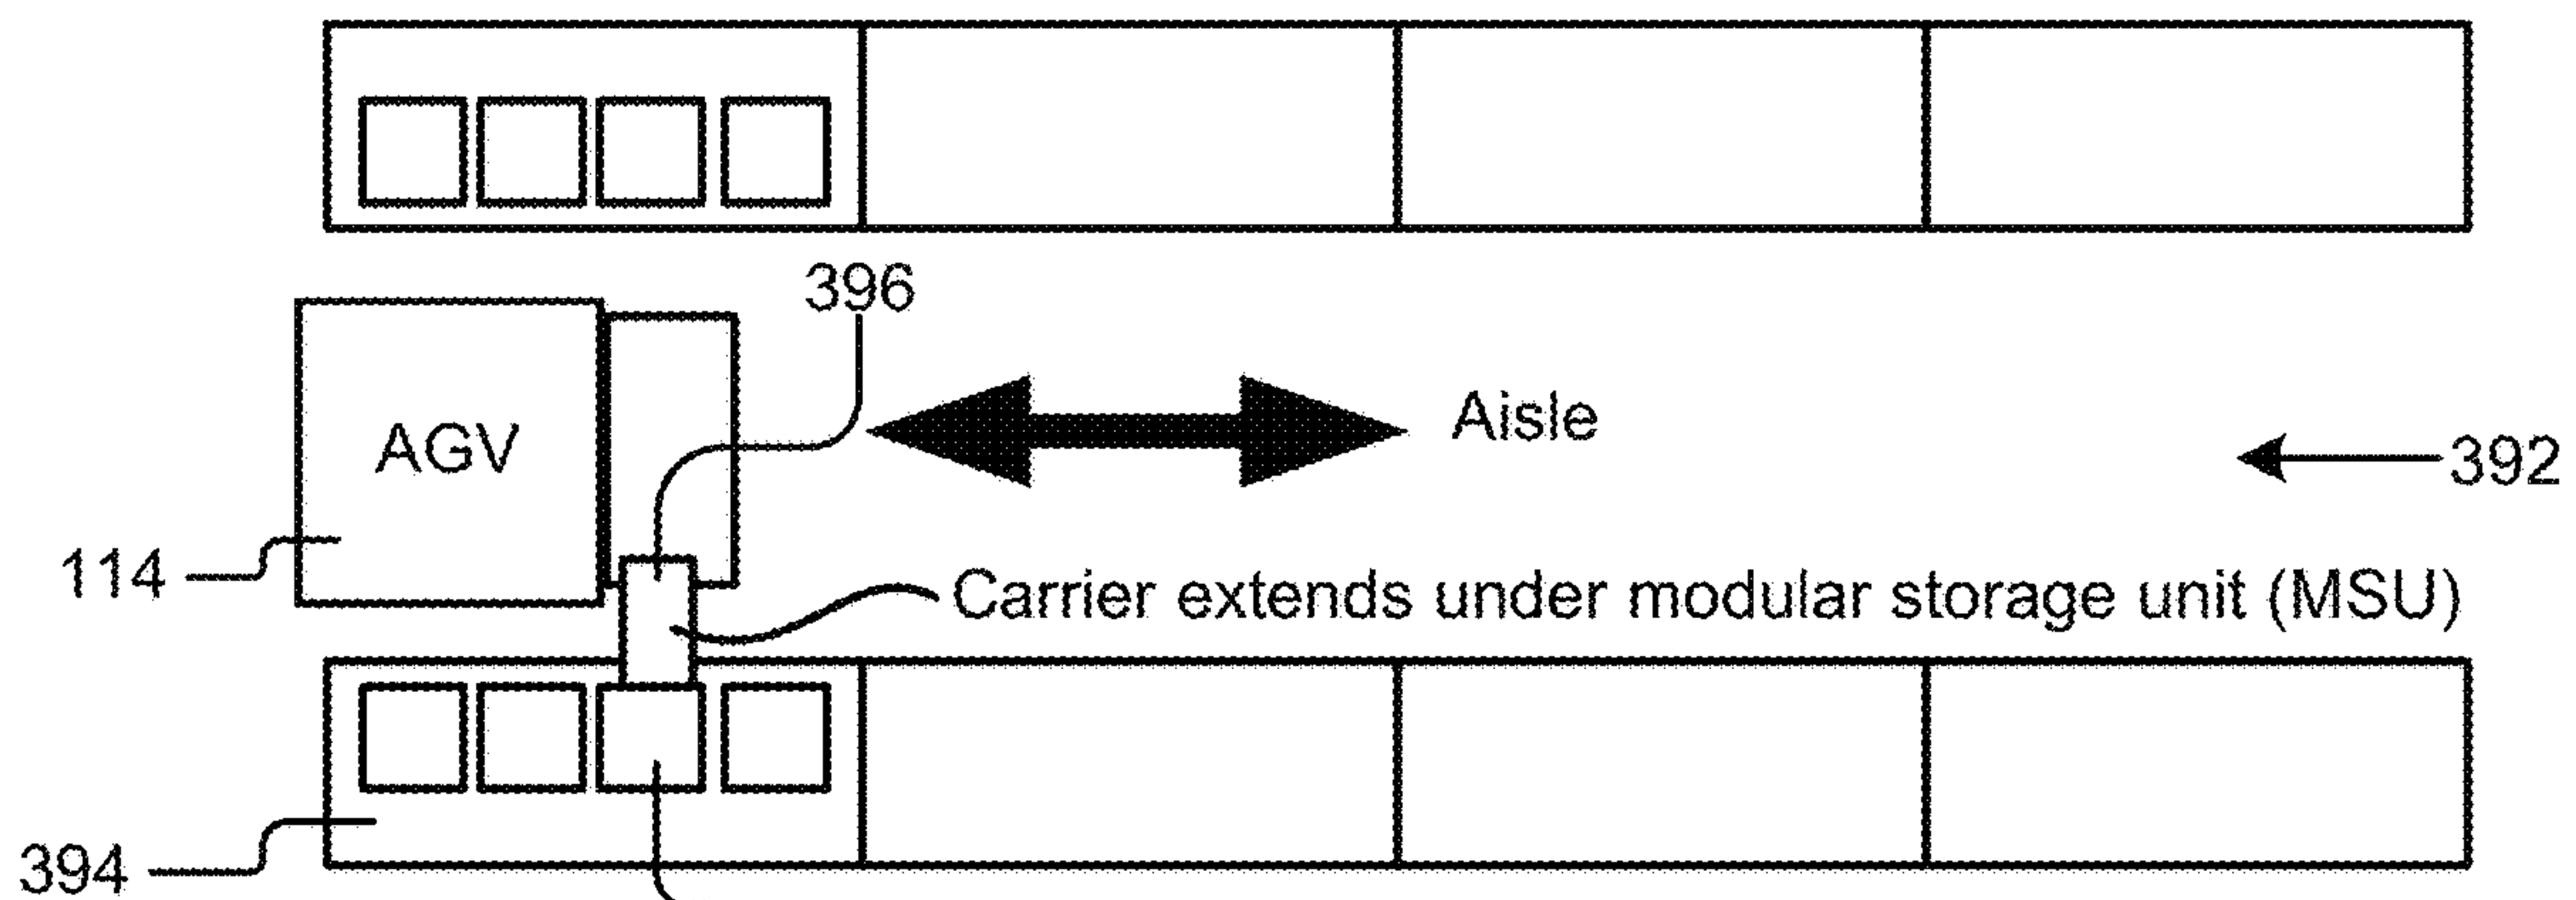 396
Aisle
AGV
392
114
Carrier extends under modular storage unit (MSU)
394